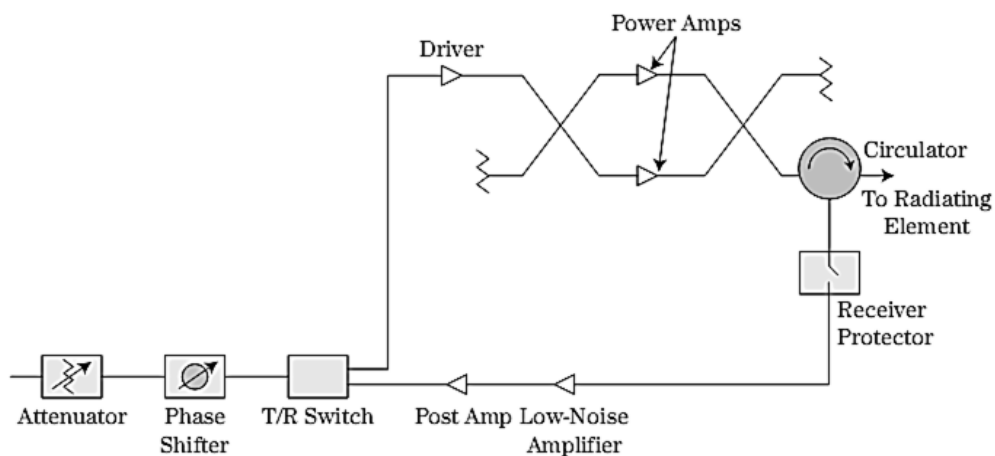 Power Amps
Driver
Circulator
To Radiating
Element
Receiver
Protector
Attenuator
Phase
Shifter
T/R Switch
Post Amp
Low-Noise
Amplifier